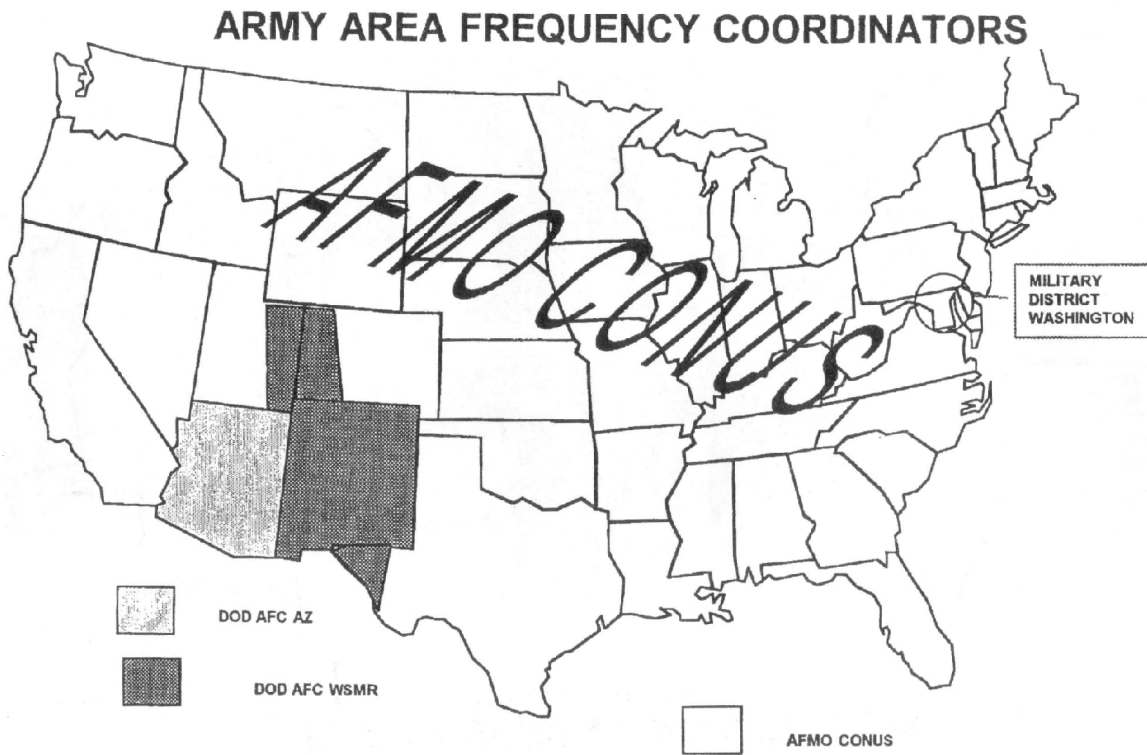 ARMY AREA FREQUENCY COORDINATORS
AFMO CONUS
MILITARY
DISTRICT
WASHINGTON
DOD AFC AZ
DOD AFC WSMR
AFMO CONUS